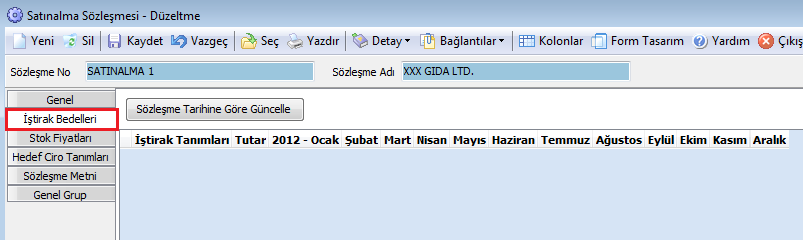 Satınalma Sözleşmesi - Düzeltme
Yeni Sil Kaydet Vazgeç Seç Yazdır Detay Bağlantılar Kolonlar Form Tasarım Yardım Çıkış
Sözleşme No SATINALMA 1 Sözleşme Adı XXX GIDA LTD.
Genel
İştirak Bedelleri
Stok Fiyatları
Hedef Ciro Tanımları
Sözleşme Metni
Genel Grup
Sözleşme Tarihine Göre Güncelle
İştirak Tanımları Tutar 2012 - Ocak Şubat Mart Nisan Mayıs Haziran Temmuz Ağustos Eylül Ekim Kasım Aralık